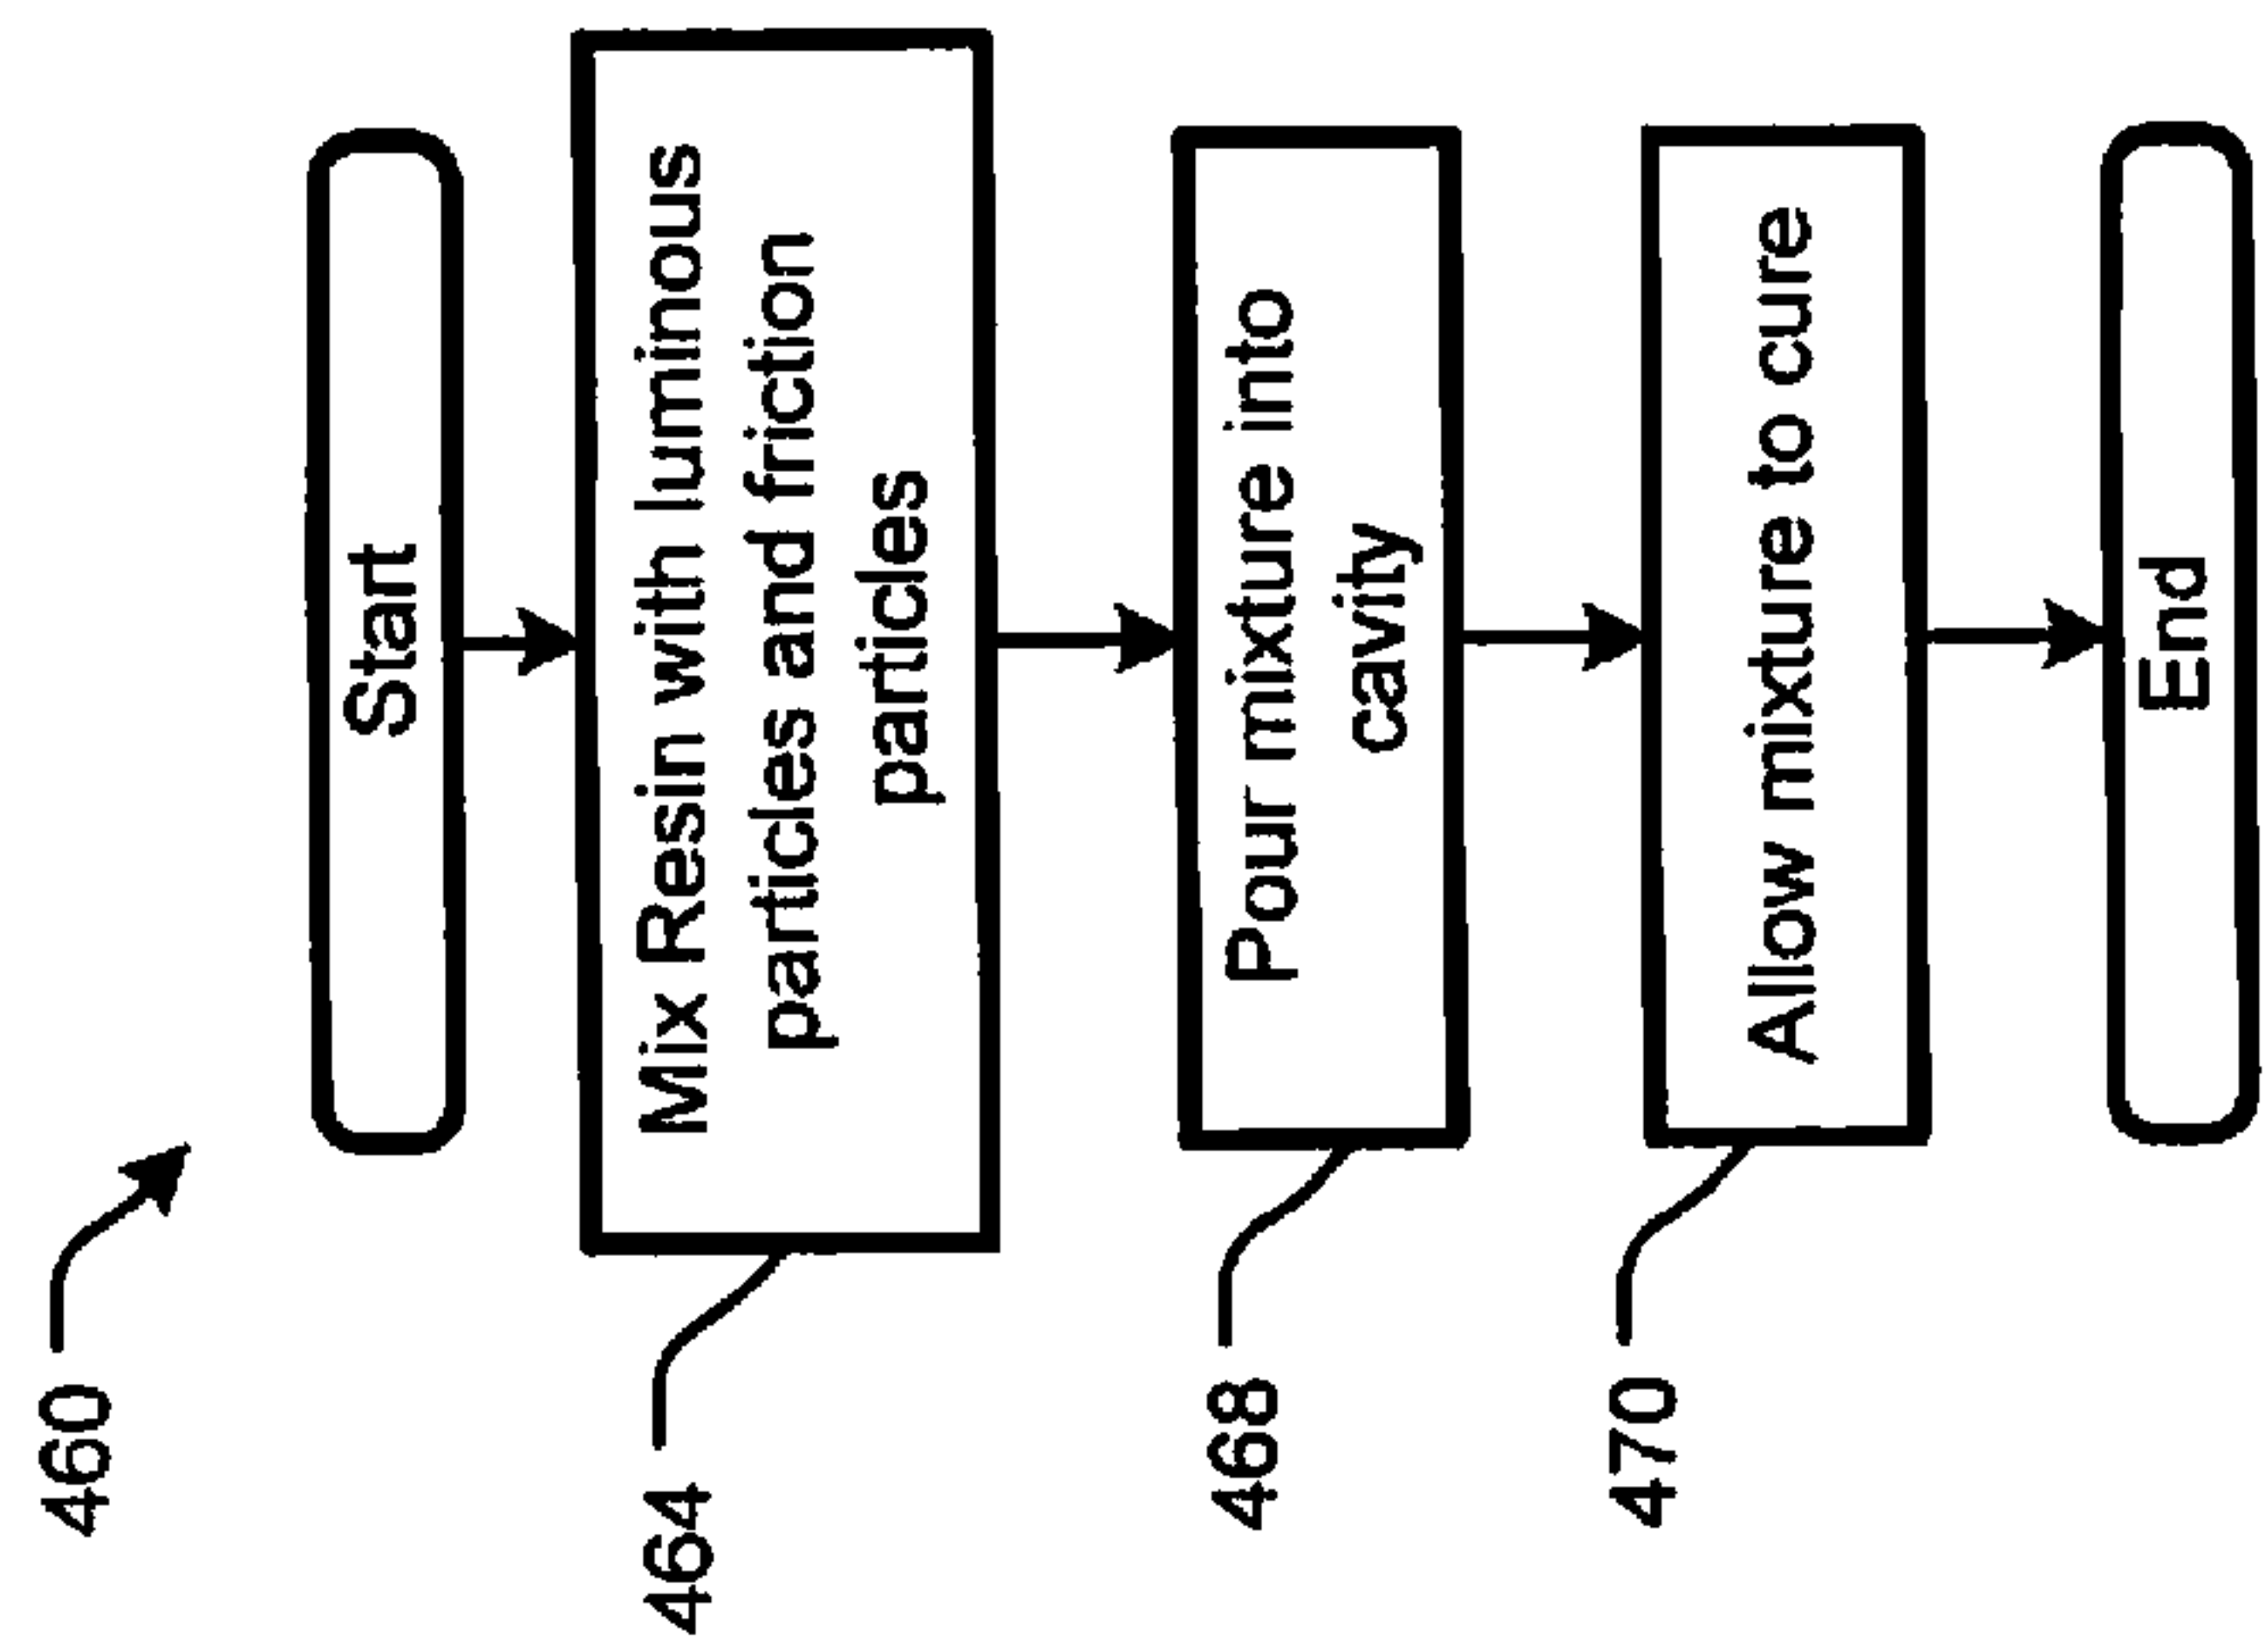 460
Start
464
Mix Resin with luminous
particles and friction
particles
468
Pour mixture into
cavity
470
Allow mixture to cure
End